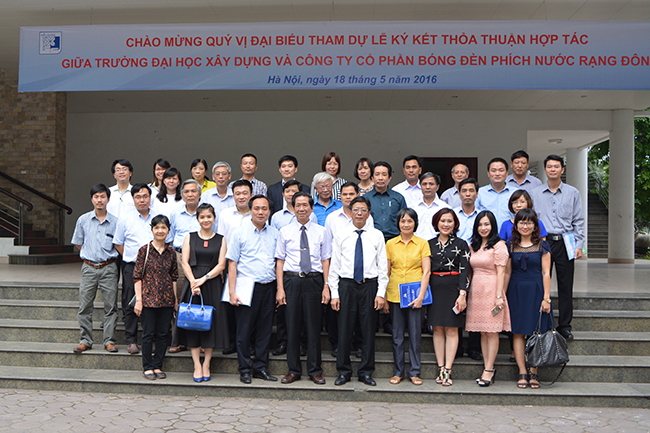 CHÀO MỪNG QUÝ VỊ ĐẠI BIỂU THAM DỰ LỄ KÝ KẾT THỎA THUẬN HỢP TÁC
GIỮA TRƯỜNG ĐẠI HỌC XÂY DỰNG VÀ CÔNG TY CỔ PHẦN BÓNG ĐÈN PHÍCH NƯỚC RẠNG ĐÔN
Hà Nội, ngày 18 tháng 5 năm 2016